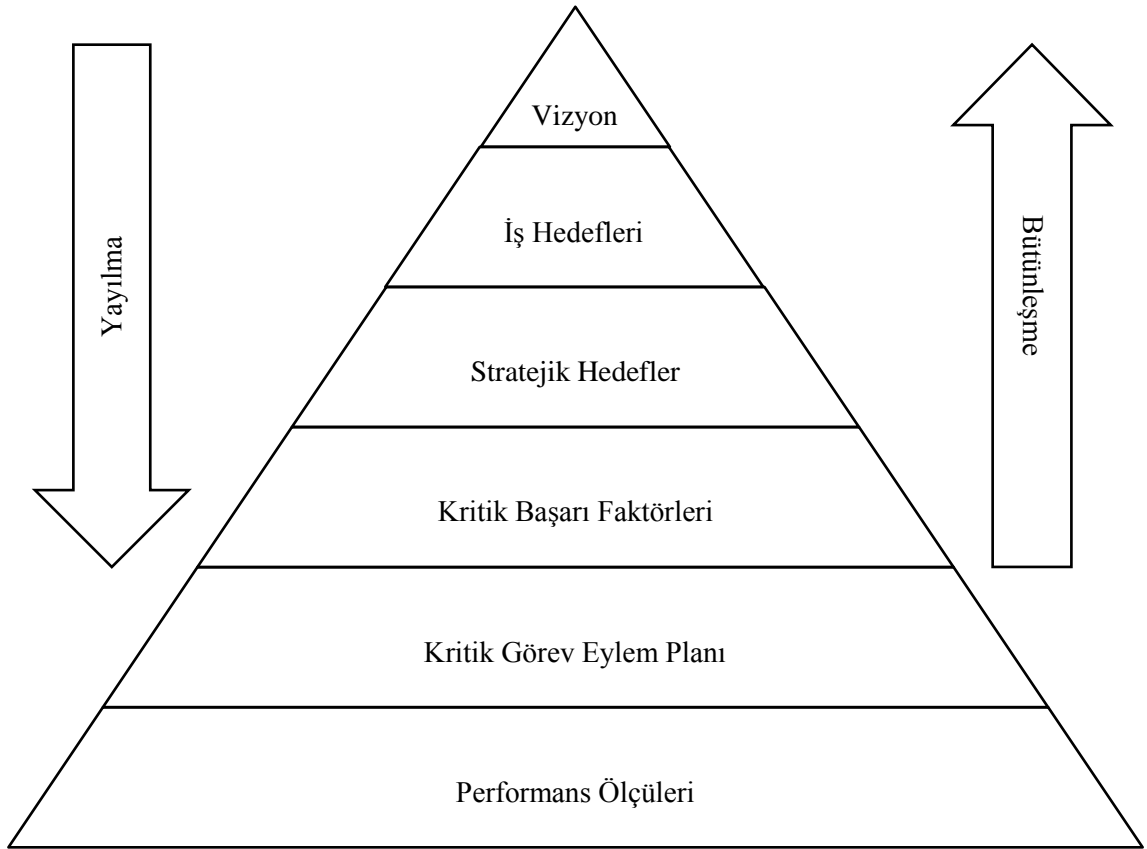 Vizyon
İş Hedefleri
Stratejik Hedefler
Kritik Başarı Faktörleri
Kritik Görev Eylem Planı
Performans Ölçüleri
Yayılma
Bütünleşme